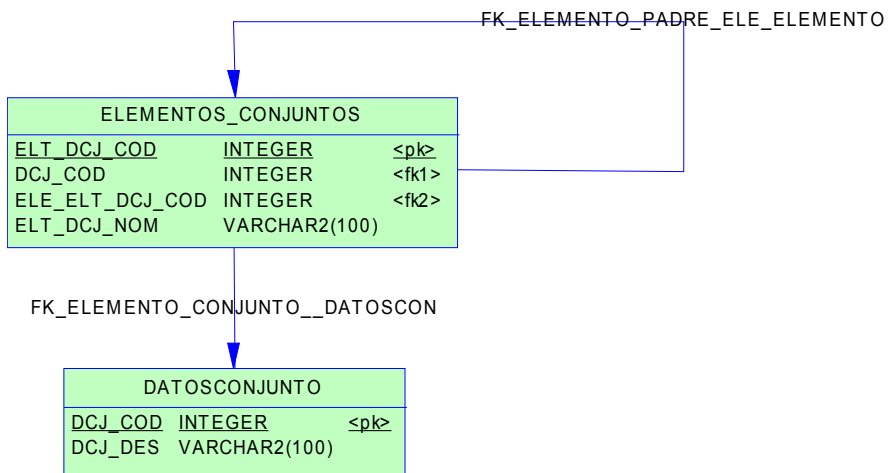 FK_ELEMENTO_PADRE_ELE_ELEMENTO
ELEMENTOS_CONJUNTOS
ELT_DCJ_COD INTEGER <pk>
DCJ_COD INTEGER <fk1>
ELE_ELT_DCJ_COD INTEGER <fk2>
ELT_DCJ_NOM VARCHAR2(100)
FK_ELEMENTO_CONJUNTO__DATOSCON
DATOSCONJUNTO
DCJ_COD INTEGER <pk>
DCJ_DES VARCHAR2(100)